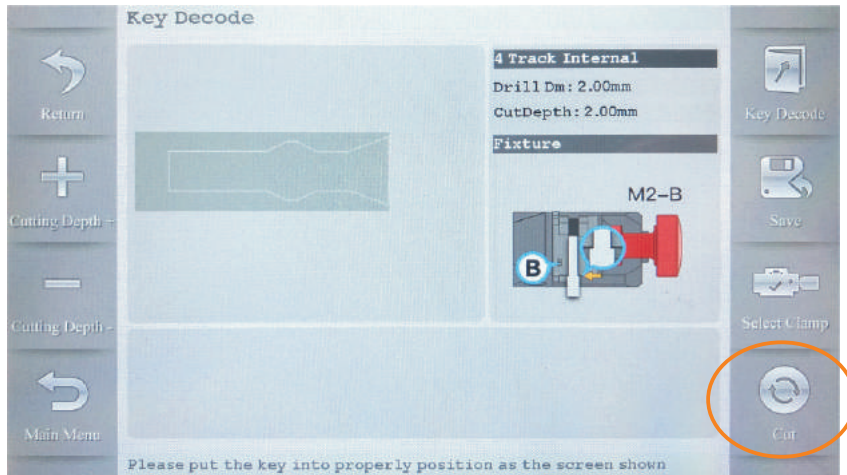 Key Decode
Return
Cutting Depth +
Cutting Depth -
Main Menu
4 Track Internal
Drill Dm: 2.00mm
CutDepth: 2.00mm
Fixture
M2-B
B
Key Decode
Save
Select Clamp
Cut
Please put the key into properly position as the screen shown